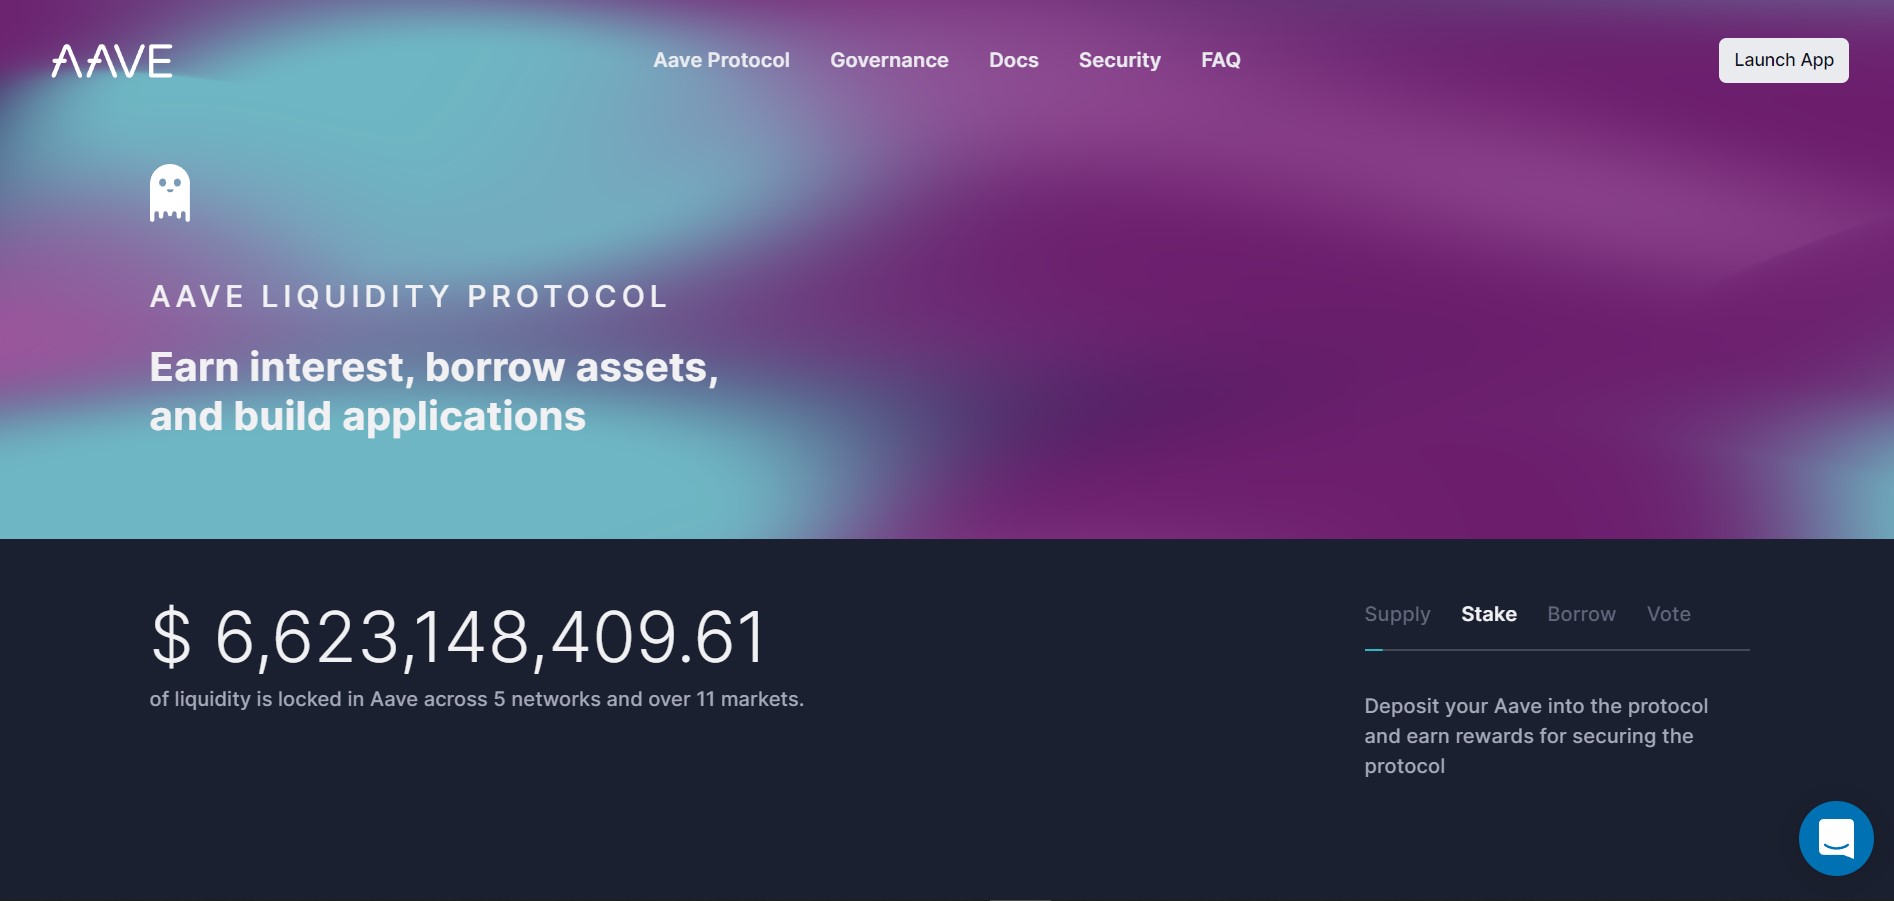 AAVE
Aave Protocol Governance Docs Security FAQ
Launch App
AAVE LIQUIDITY PROTOCOL
Earn interest, borrow assets,
and build applications
$ 6,623,148,409.61
of liquidity is locked in Aave across 5 networks and over 11 markets.
Supply Stake Borrow Vote
Deposit your Aave into the protocol
and earn rewards for securing the
protocol